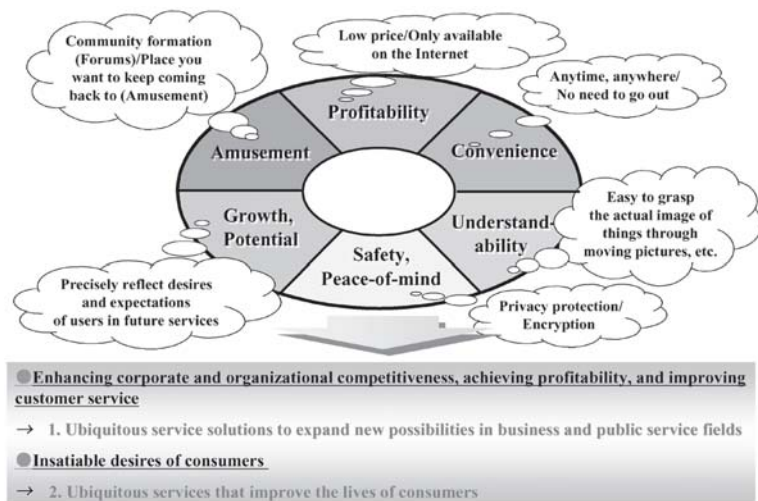 Community formation
(Forums)/Place you
want to keep coming
back to (Amusement)
Low price/Only available
on the Internet
Anytime, anywhere/
No need to go out
Profitability
Amusement
Convenience
Growth,
Potential
Understand-
ability
Safety,
Peace-of-mind
Easy to grasp
the actual image of
things through
moving pictures, etc.
Precisely reflect desires
and expectations
of users in future services
Privacy protection/
Encryption
●Enhancing corporate and organizational competitiveness, achieving profitability, and improving
customer service
→ 1. Ubiquitous service solutions to expand new possibilities in business and public service fields
●Insatiable desires of consumers
→ 2. Ubiquitous services that improve the lives of consumers